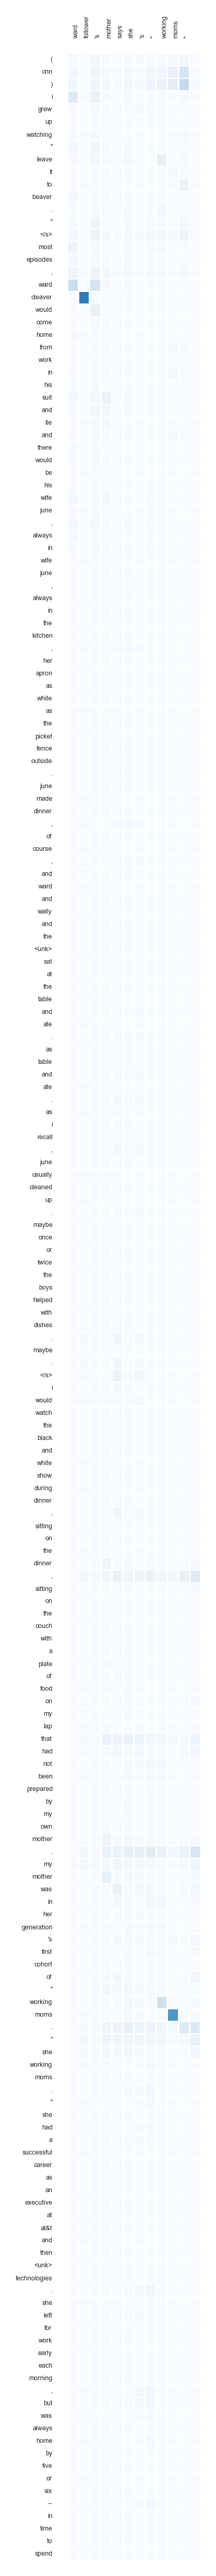 ward
follower
's
mother
says
she
's
"
working
moms
"
(
cnn
)
i
grew
up
watching
"
leave
it
to
beaver
.
"
</s>
most
episodes
,
ward
cleaver
would
come
home
from
work
in
his
suit
and
tie
and
there
would
be
his
wife
june
,
always
in
wife
june
,
always
in
the
kitchen
,
her
apron
as
white
as
the
picket
fence
outside
.
june
made
dinner
,
of
course
,
and
ward
and
wally
and
the
<unk>
sat
at
the
table
and
ate
.
as
table
and
ate
.
as
i
recall
,
june
usually
cleaned
up
.
maybe
once
or
twice
the
boys
helped
with
dishes
.
maybe
.
</s>
i
would
watch
the
black
and
white
show
during
dinner
,
sitting
on
the
dinner
,
sitting
on
the
couch
with
a
plate
of
food
on
my
lap
that
had
not
been
prepared
by
my
own
mother
.
my
mother
was
in
her
generation
's
first
cohort
of
"
working
moms
.
"
she
working
moms
.
"
she
had
a
successful
career
as
an
executive
at
at&t
and
then
<unk>
technologies
.
she
left
for
work
early
each
morning
,
but
was
always
home
by
five
or
six
--
in
time
to
spend